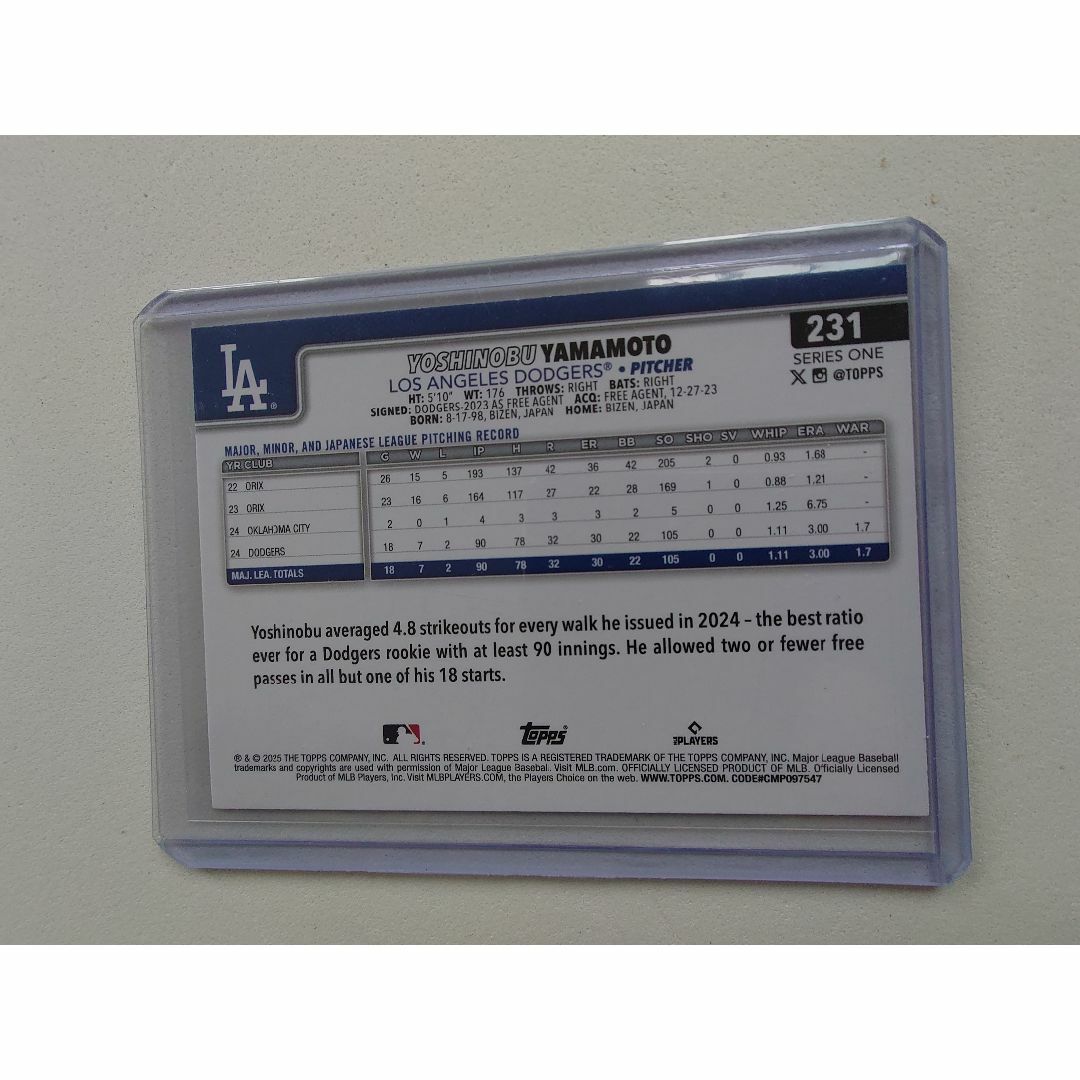 LA®
231
SERIES ONE
X @TOPPS
YOSHINOBU YAMAMOTO
LOS ANGELES DODGERS® • PITCHER
HT: 5'10" WT: 176 THROWS: RIGHT BATS: RIGHT
SIGNED: DODGERS-2023 AS FREE AGENT ACQ: FREE AGENT, 12-27-23
BORN: 8-17-98, BIZEN, JAPAN HOME: BIZEN, JAPAN
MAJOR, MINOR, AND JAPANESE LEAGUE PITCHING RECORD
YR CLUB G W L IP H R ER BB SO SHO SV WHIP ERA WAR
22 ORIX 26 15 5 193 137 42 36 42 205 2 0 0.93 1.68 -
23 ORIX 23 16 6 164 117 27 22 28 169 1 0 0.88 1.21 -
24 OKLAHOMA CITY 2 0 1 4 3 3 3 2 5 0 0 1.25 6.75 -
24 DODGERS 18 7 2 90 78 32 30 22 105 0 0 1.11 3.00 1.7
MAJ. LEA. TOTALS 18 7 2 90 78 32 30 22 105 0 0 1.11 3.00 1.7
Yoshinobu averaged 4.8 strikeouts for every walk he issued in 2024 – the best ratio
ever for a Dodgers rookie with at least 90 innings. He allowed two or fewer free
passes in all but one of his 18 starts.
topps® PLAYERS
® & © 2025 THE TOPPS COMPANY, INC. ALL RIGHTS RESERVED. TOPPS IS A REGISTERED TRADEMARK OF THE TOPPS COMPANY, INC. Major League Baseball
trademarks and copyrights are used with permission of Major League Baseball. Visit MLB.com. OFFICIALLY LICENSED PRODUCT OF MLB. Officially Licensed
Product of MLB Players, Inc. Visit MLBPLAYERS.COM, the Players Choice on the web. WWW.TOPPS.COM. CODE#CMP097547